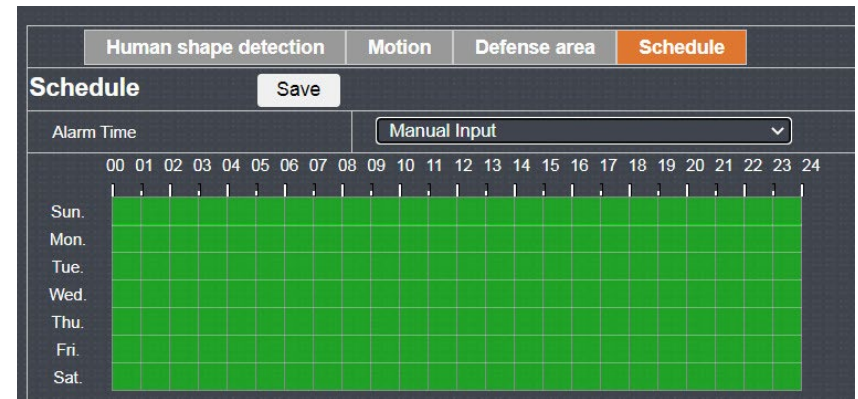 Human shape detection Motion Defense area Schedule
Schedule Save
Alarm Time Manual Input
00 01 02 03 04 05 06 07 08 09 10 11 12 13 14 15 16 17 18 19 20 21 22 23 24
Sun.
Mon.
Tue.
Wed.
Thu.
Fri.
Sat.